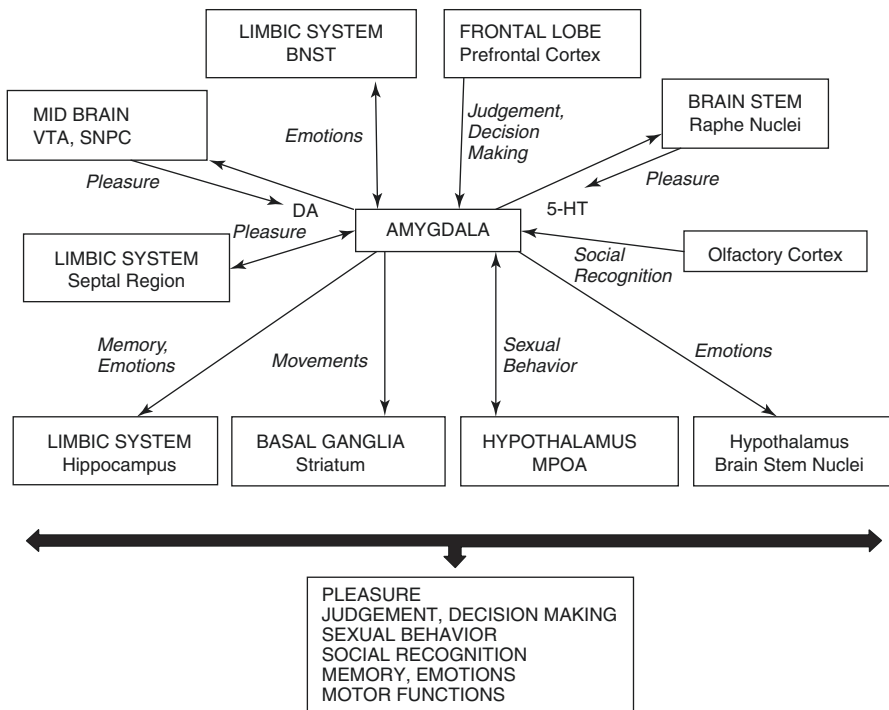 LIMBIC SYSTEM
BNST
FRONTAL LOBE
Prefrontal Cortex
MID BRAIN
VTA, SNPC
BRAIN STEM
Raphe Nuclei
Emotions
Judgement,
Decision
Making
Pleasure
Pleasure
DA
5-HT
Pleasure
AMYGDALA
LIMBIC SYSTEM
Septal Region
Social
Recognition
Olfactory Cortex
Memory,
Emotions
Movements
Sexual
Behavior
Emotions
LIMBIC SYSTEM
Hippocampus
BASAL GANGLIA
Striatum
HYPOTHALAMUS
MPOA
Hypothalamus
Brain Stem Nuclei
PLEASURE
JUDGEMENT, DECISION MAKING
SEXUAL BEHAVIOR
SOCIAL RECOGNITION
MEMORY, EMOTIONS
MOTOR FUNCTIONS